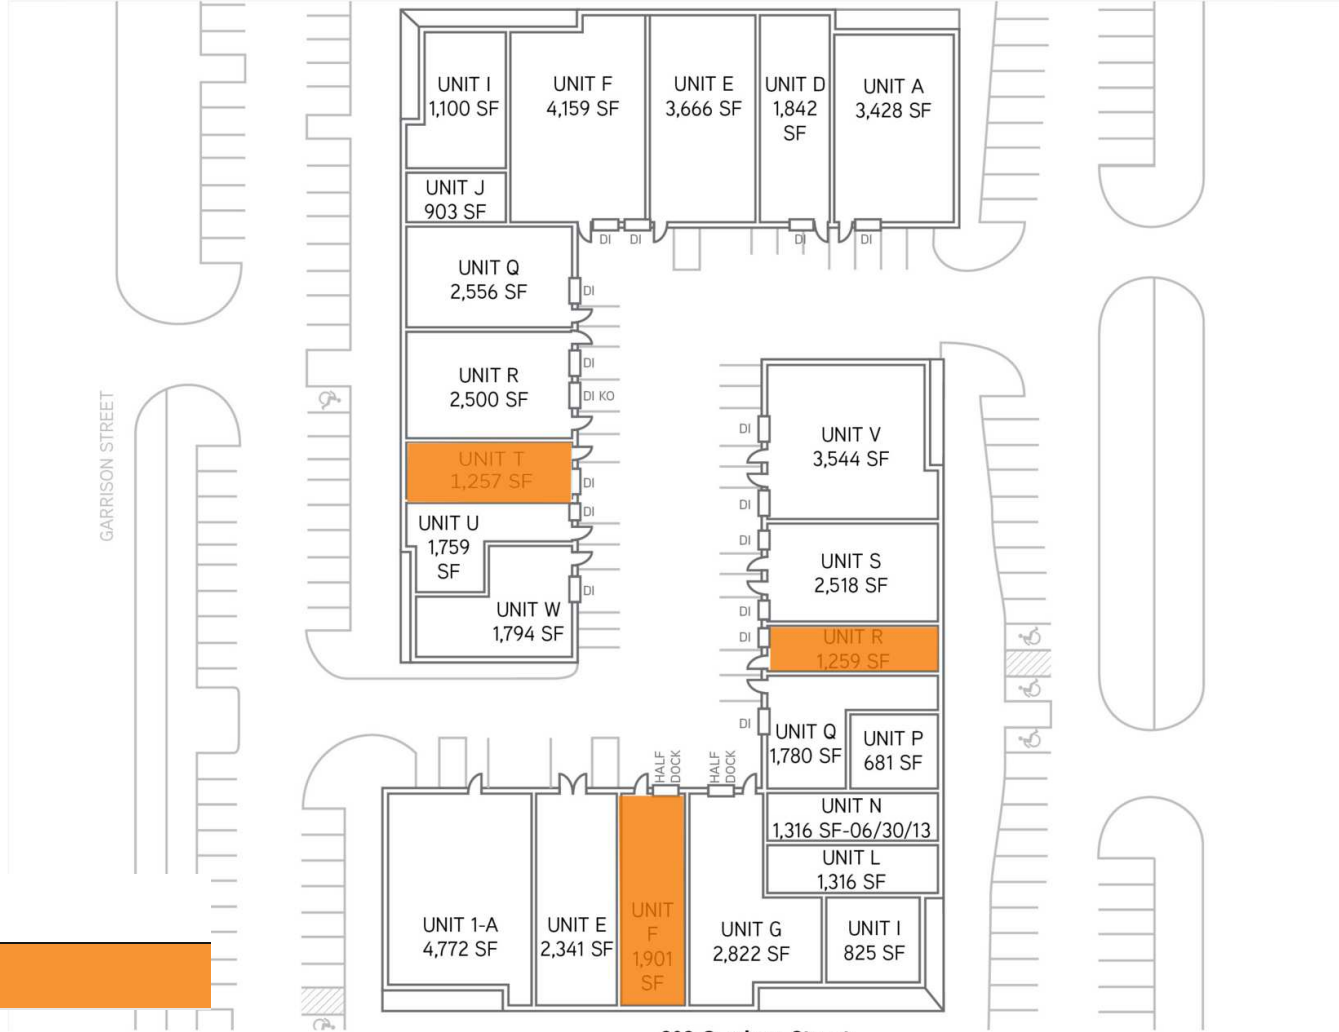 UNIT I
1,100 SF
UNIT F
4,159 SF
UNIT E
3,666 SF
UNIT D
1,842
SF
UNIT A
3,428 SF
UNIT J
903 SF
DI
DI
DI
DI
UNIT Q
2,556 SF
DI
UNIT R
2,500 SF
DI
DI KO
UNIT T
1,257 SF
DI
DI
UNIT U
1,759
SF
DI
UNIT W
1,794 SF
GARRISON STREET
DI
UNIT V
3,544 SF
DI
DI
UNIT S
2,518 SF
DI
DI
UNIT R
1,259 SF
DI
UNIT Q
1,780 SF
UNIT P
681 SF
HALF
DOCK
HALF
DOCK
UNIT N
1,316 SF-06/30/13
UNIT L
1,316 SF
UNIT 1-A
4,772 SF
UNIT E
2,341 SF
UNIT
F
1,901
SF
UNIT G
2,822 SF
UNIT I
825 SF